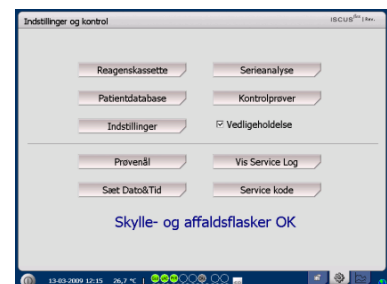 Indstillinger og kontrol
ISCUS
Reagenskassette
Serieanalyse
Patientdatabase
Kontrolprøver
Indstillinger
Vedligeholdelse
Prøvenål
Vis Service Log
Sæt Dato&Tid
Service kode
Skylle- og affaldsflasker OK
13-03-2009 12:15 26,7 °C